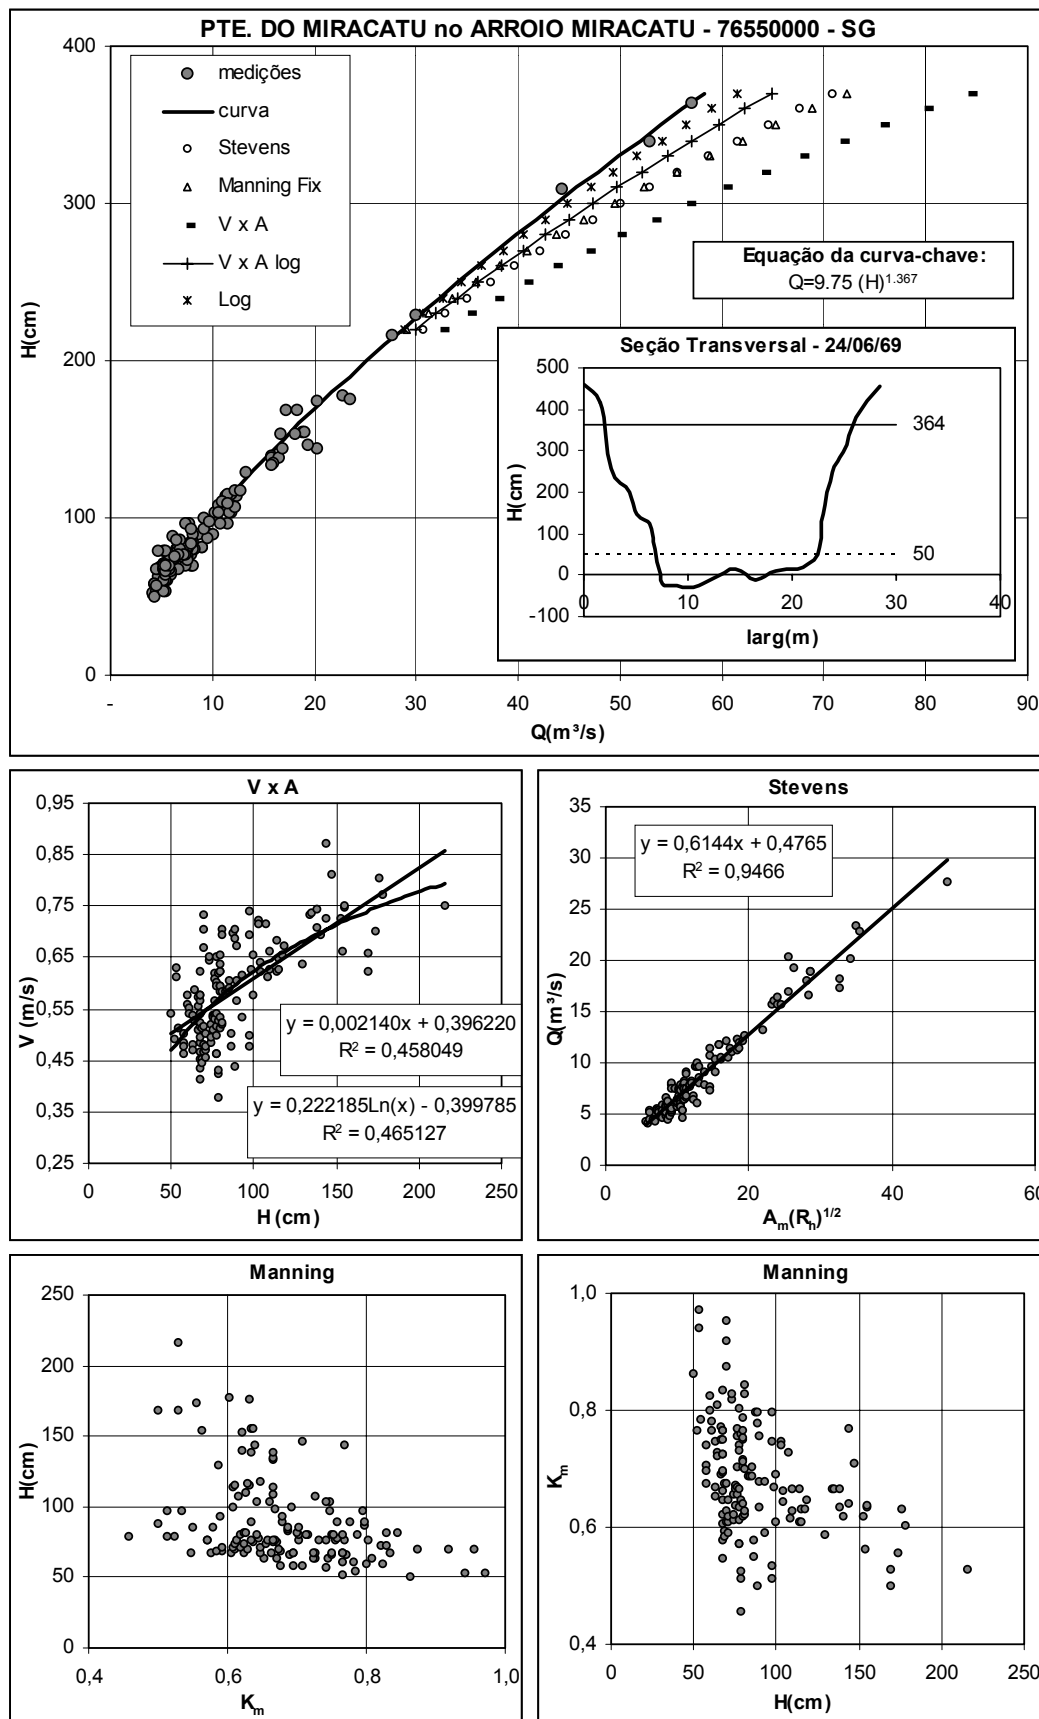 PTE. DO MIRACATU no ARROIO MIRACATU - 76550000 - SG
400
300
200
100
0
H(cm)
medições
curva
Stevens
Manning Fix
V x A
V x A log
Log
Equação da curva-chave:
Q=9.75 (H)^1.367
Seção Transversal - 24/06/69
500
400
300
200
100
0
-100
H(cm)
364
50
0 10 20 30 40
larg(m)
- 10 20 30 40 50 60 70 80 90
Q(m³/s)
V x A
0,95
0,85
0,75
0,65
0,55
0,45
0,35
0,25
V (m/s)
y = 0,002140x + 0,396220
R² = 0,458049
y = 0,222185Ln(x) - 0,399785
R² = 0,465127
0 50 100 150 200 250
H (cm)
Stevens
35
30
25
20
15
10
5
0
Q(m³/s)
y = 0,6144x + 0,4765
R² = 0,9466
0 20 40 60
A_m(R_h)^1/2
Manning
250
200
150
100
50
0
H(cm)
0,4 0,6 0,8 1,0
K_m
Manning
1,0
0,8
0,6
0,4
K_m
0 50 100 150 200 250
H(cm)